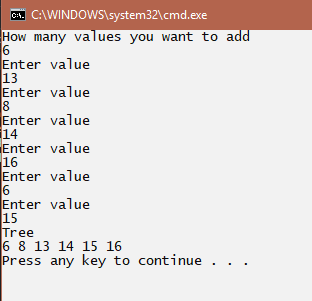 C:\WINDOWS\system32\cmd.exe
How many values you want to add
6
Enter value
13
Enter value
8
Enter value
14
Enter value
16
Enter value
6
Enter value
15
Tree
6 8 13 14 15 16
Press any key to continue . . .